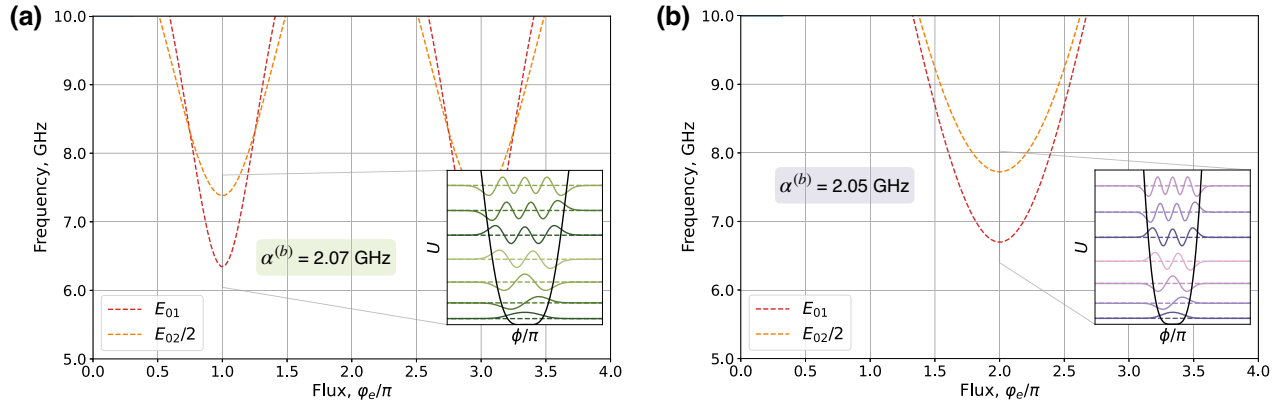 (a)
10.0
9.0
8.0
7.0
6.0
5.0
Frequency, GHz
α^(b) = 2.07 GHz
E_01
E_02/2
U
ϕ/π
0.0 0.5 1.0 1.5 2.0 2.5 3.0 3.5 4.0
Flux, φ_e/π
(b)
10.0
9.0
8.0
7.0
6.0
5.0
Frequency, GHz
α^(b) = 2.05 GHz
E_01
E_02/2
U
ϕ/π
0.0 0.5 1.0 1.5 2.0 2.5 3.0 3.5 4.0
Flux, φ_e/π